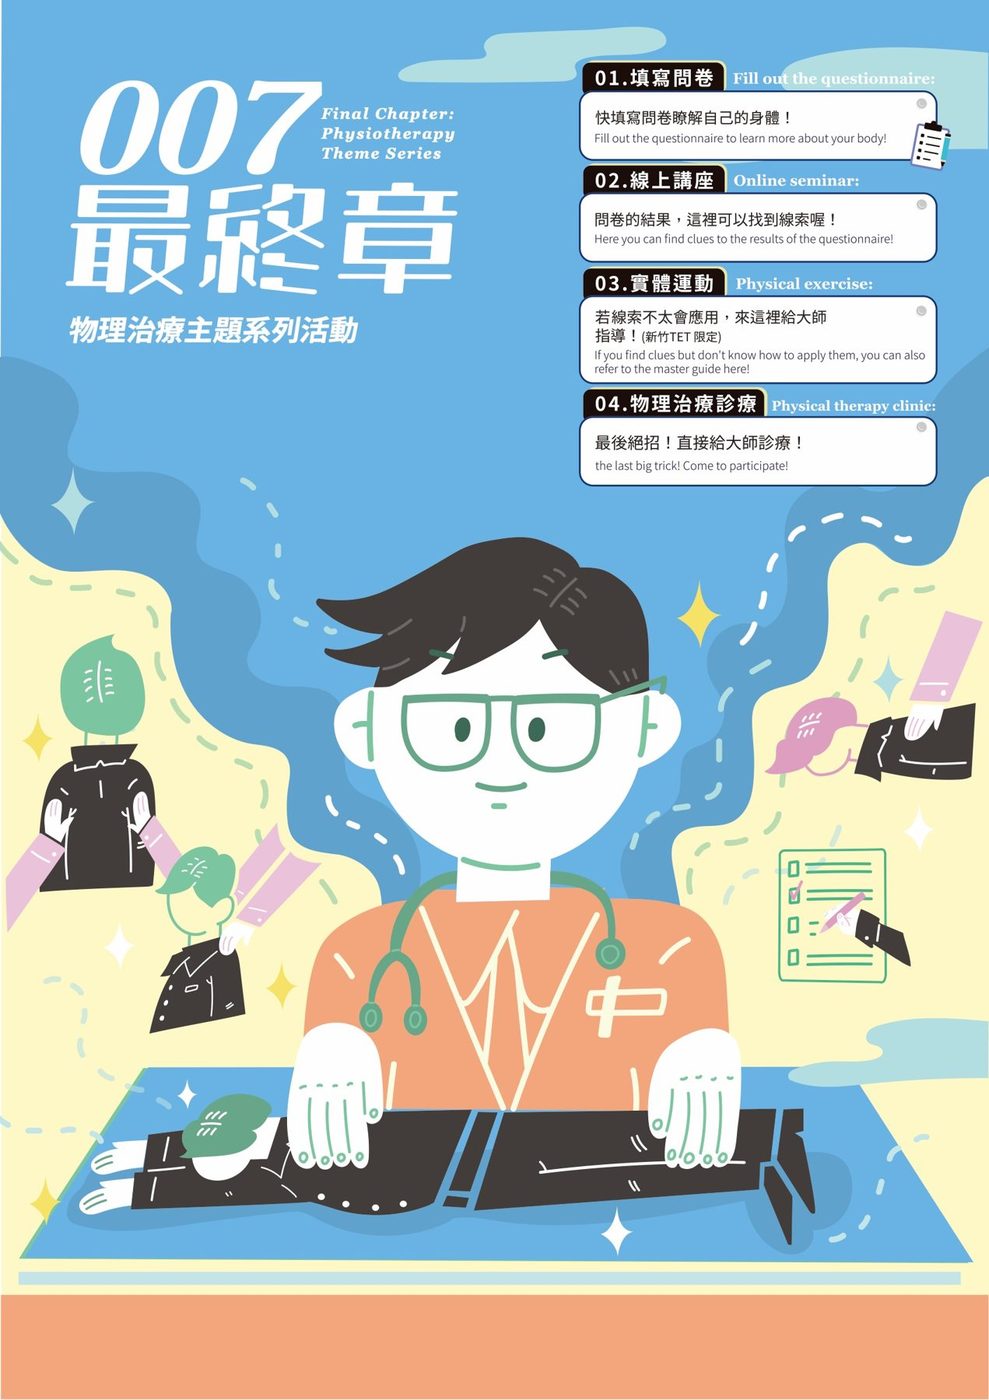 007
Final Chapter:
Physiotherapy
Theme Series
最終章
物理治療主題系列活動
01.填寫問卷 Fill out the questionnaire:
快填寫問卷瞭解自己的身體！
Fill out the questionnaire to learn more about your body!
02.線上講座 Online seminar:
問卷的結果，這裡可以找到線索喔！
Here you can find clues to the results of the questionnaire!
03.實體運動 Physical exercise:
若線索不太會應用，來這裡給大師
指導！(新竹TET 限定)
If you find clues but don't know how to apply them, you can also
refer to the master guide here!
04.物理治療診療 Physical therapy clinic:
最後絕招！直接給大師診療！
the last big trick! Come to participate!